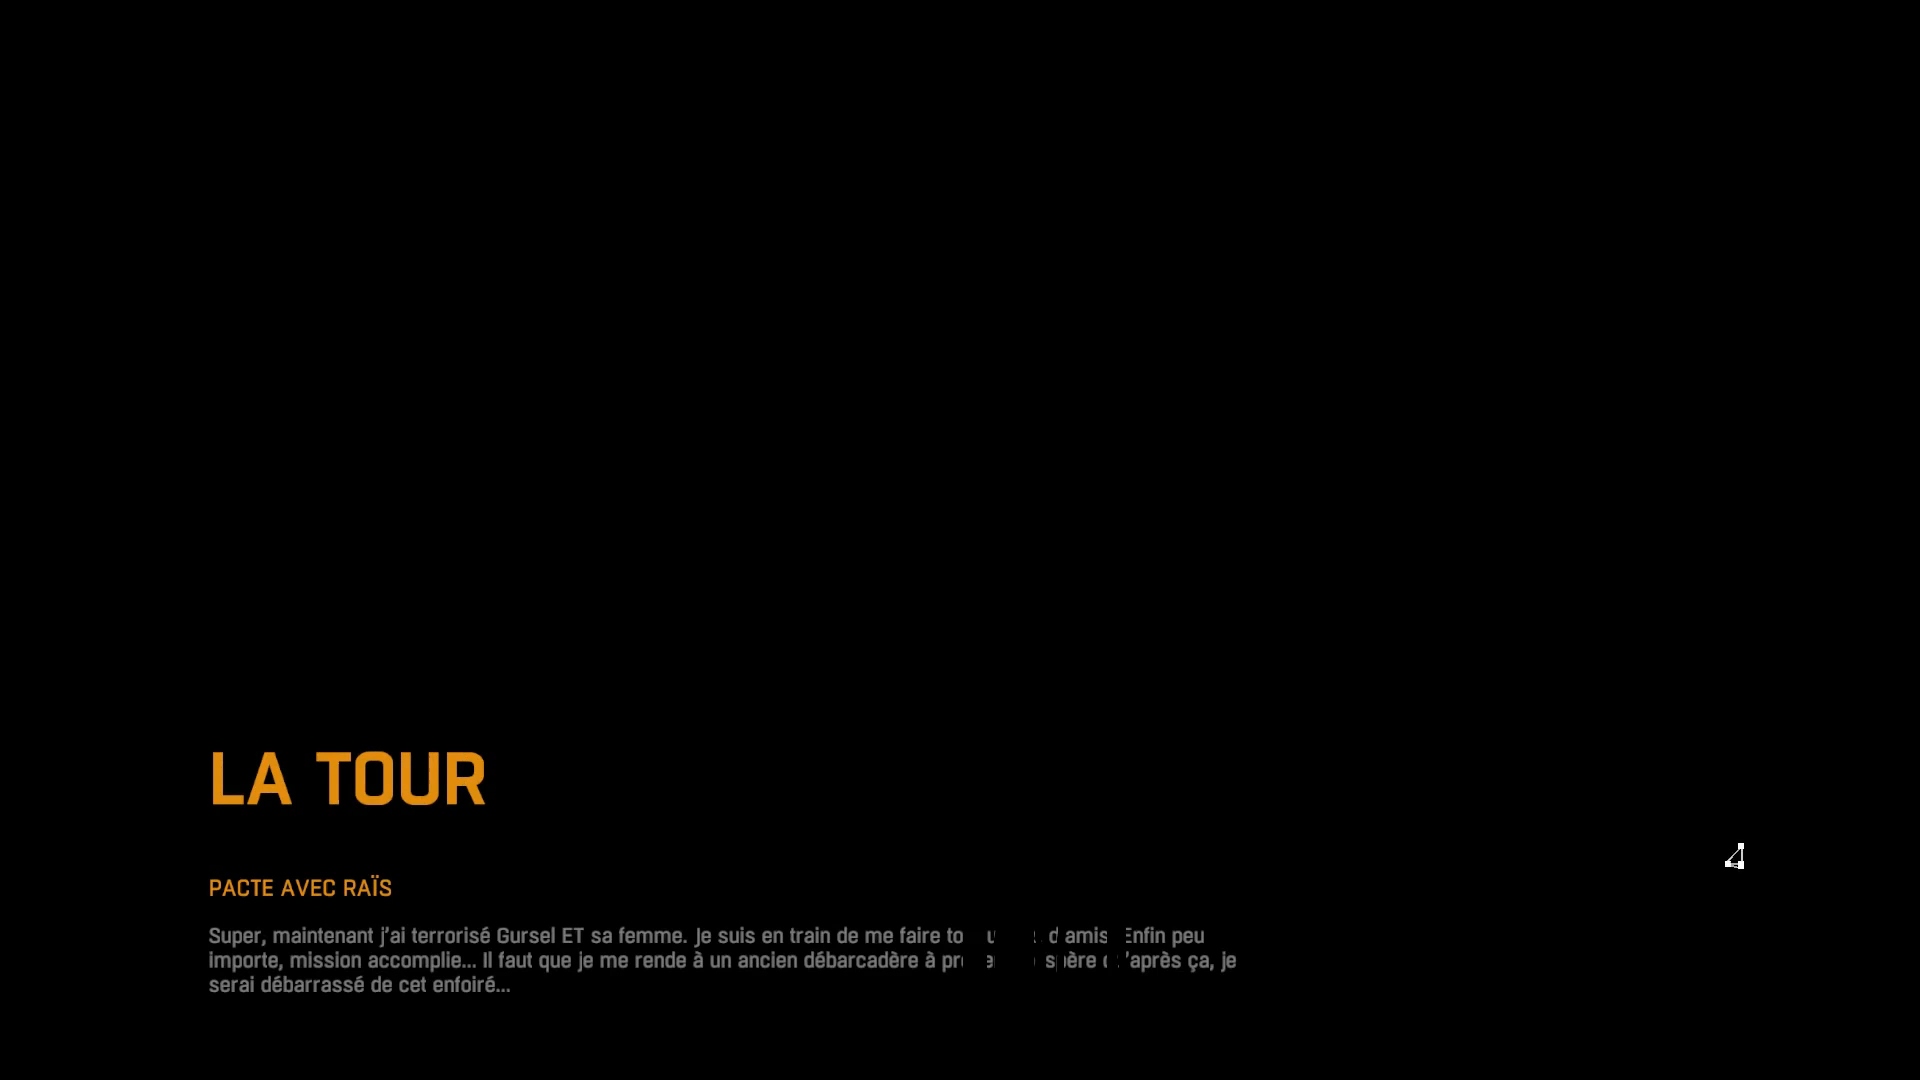 LA TOUR
PACTE AVEC RAÏS
Super, maintenant j'ai terrorisé Gursel ET sa femme. Je suis en train de me faire d'amis Enfin peu
importe, mission accomplie... Il faut que je me rende à un ancien débarcadère à après ça, je
serai débarrassé de cet enfoiré...